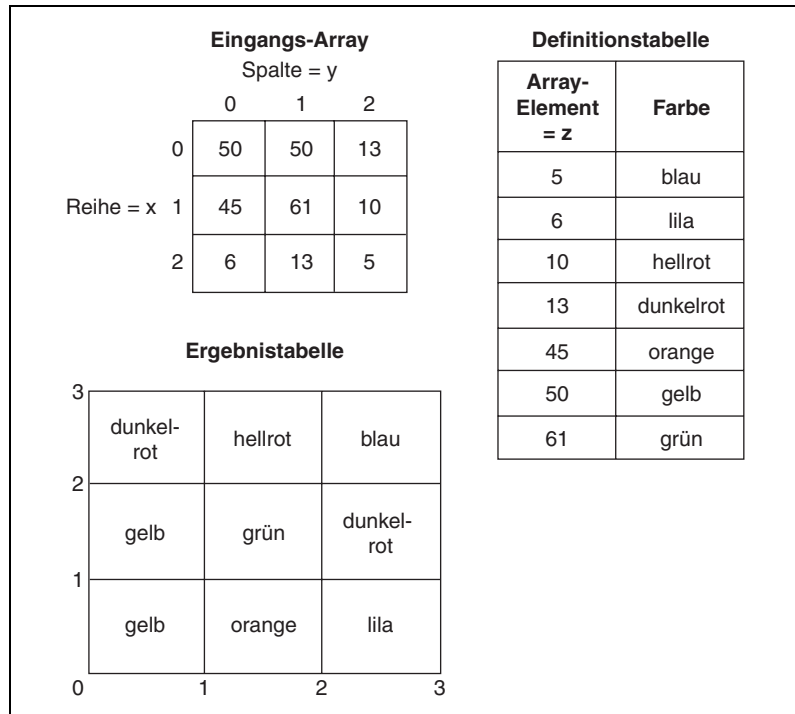 Eingangs-Array
Spalte = y
0 1 2
0 50 50 13
Reihe = x 1 45 61 10
2 6 13 5
Definitionstabelle
Array-
Element
= z
Farbe
5 blau
6 lila
10 hellrot
13 dunkelrot
45 orange
50 gelb
61 grün
Ergebnistabelle
3
dunkel-
rot
hellrot
blau
2
gelb
grün
dunkel-
rot
1
gelb
orange
lila
0 1 2 3